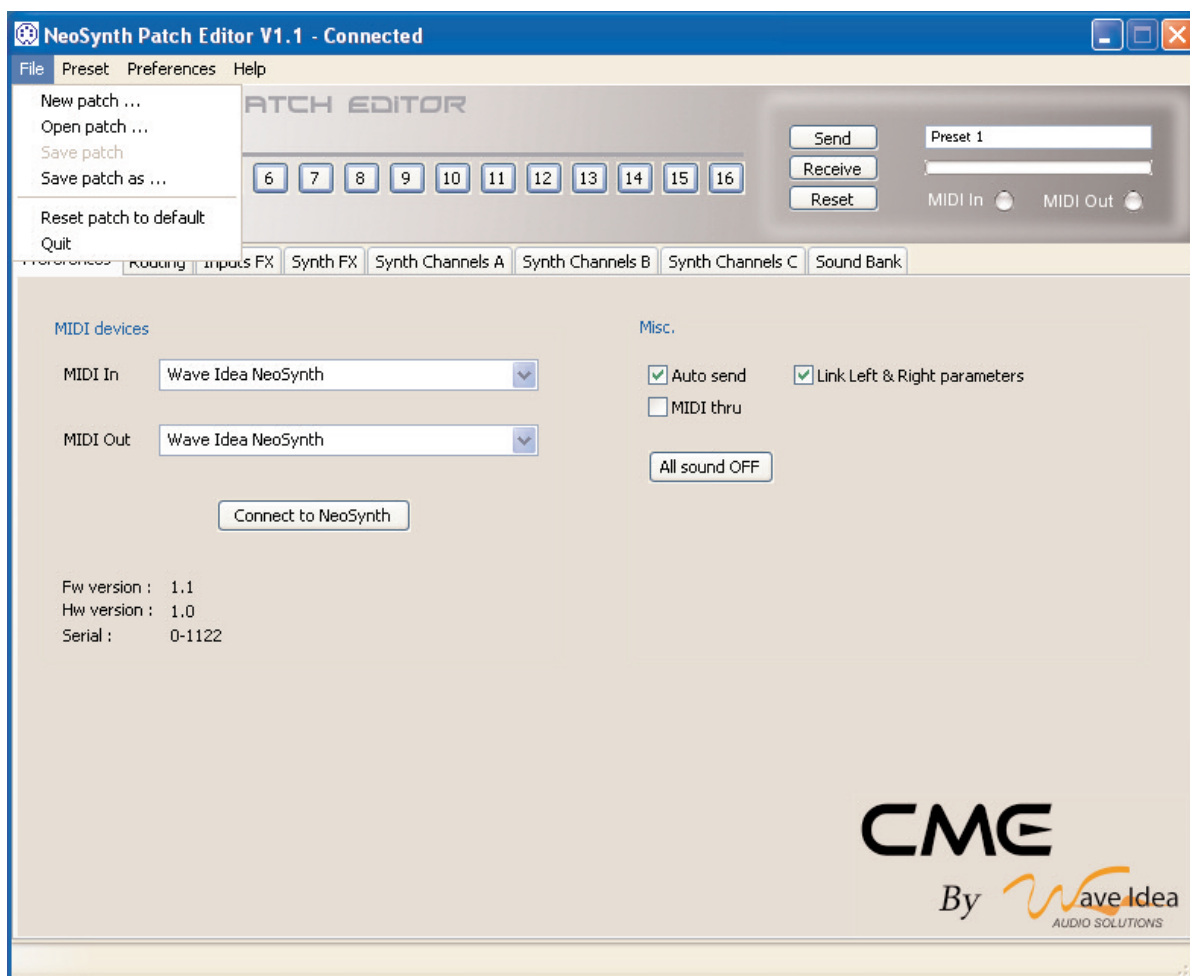 NeoSynth Patch Editor V1.1 - Connected
File Preset Preferences Help
New patch ...
Open patch ...
Save patch
Save patch as ...
Reset patch to default
Quit
PATCH EDITOR
6 7 8 9 10 11 12 13 14 15 16
Send
Receive
Reset
Preset 1
MIDI In MIDI Out
Preferences Routing Inputs FX Synth FX Synth Channels A Synth Channels B Synth Channels C Sound Bank
MIDI devices
MIDI In Wave Idea NeoSynth
MIDI Out Wave Idea NeoSynth
Connect to NeoSynth
Fw version : 1.1
Hw version : 1.0
Serial : 0-1122
Misc.
Auto send Link Left & Right parameters
MIDI thru
All sound OFF
CME
By Wave Idea
AUDIO SOLUTIONS